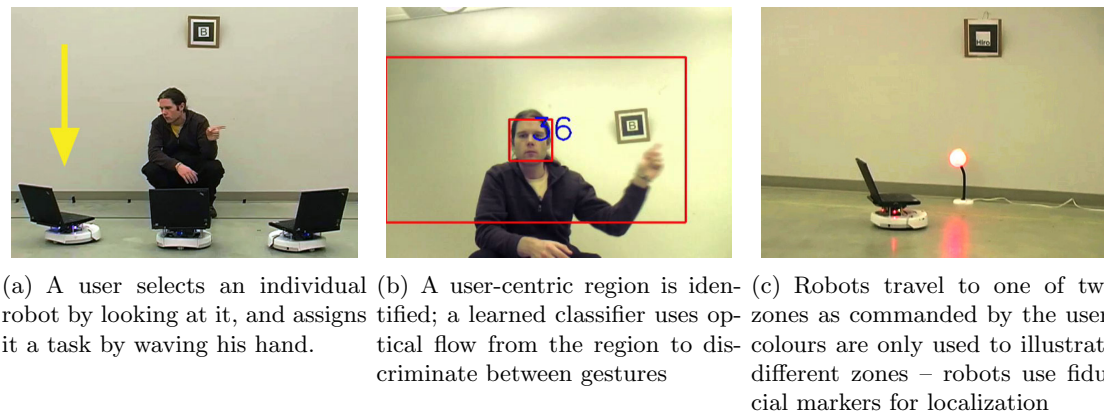 B
36
B
Hiro
(a) A user selects an individual
robot by looking at it, and assigns
it a task by waving his hand.
(b) A user-centric region is iden-
tified; a learned classifier uses op-
tical flow from the region to dis-
criminate between gestures
(c) Robots travel to one of tw
zones as commanded by the user
colours are only used to illustrat
different zones – robots use fidu
cial markers for localization